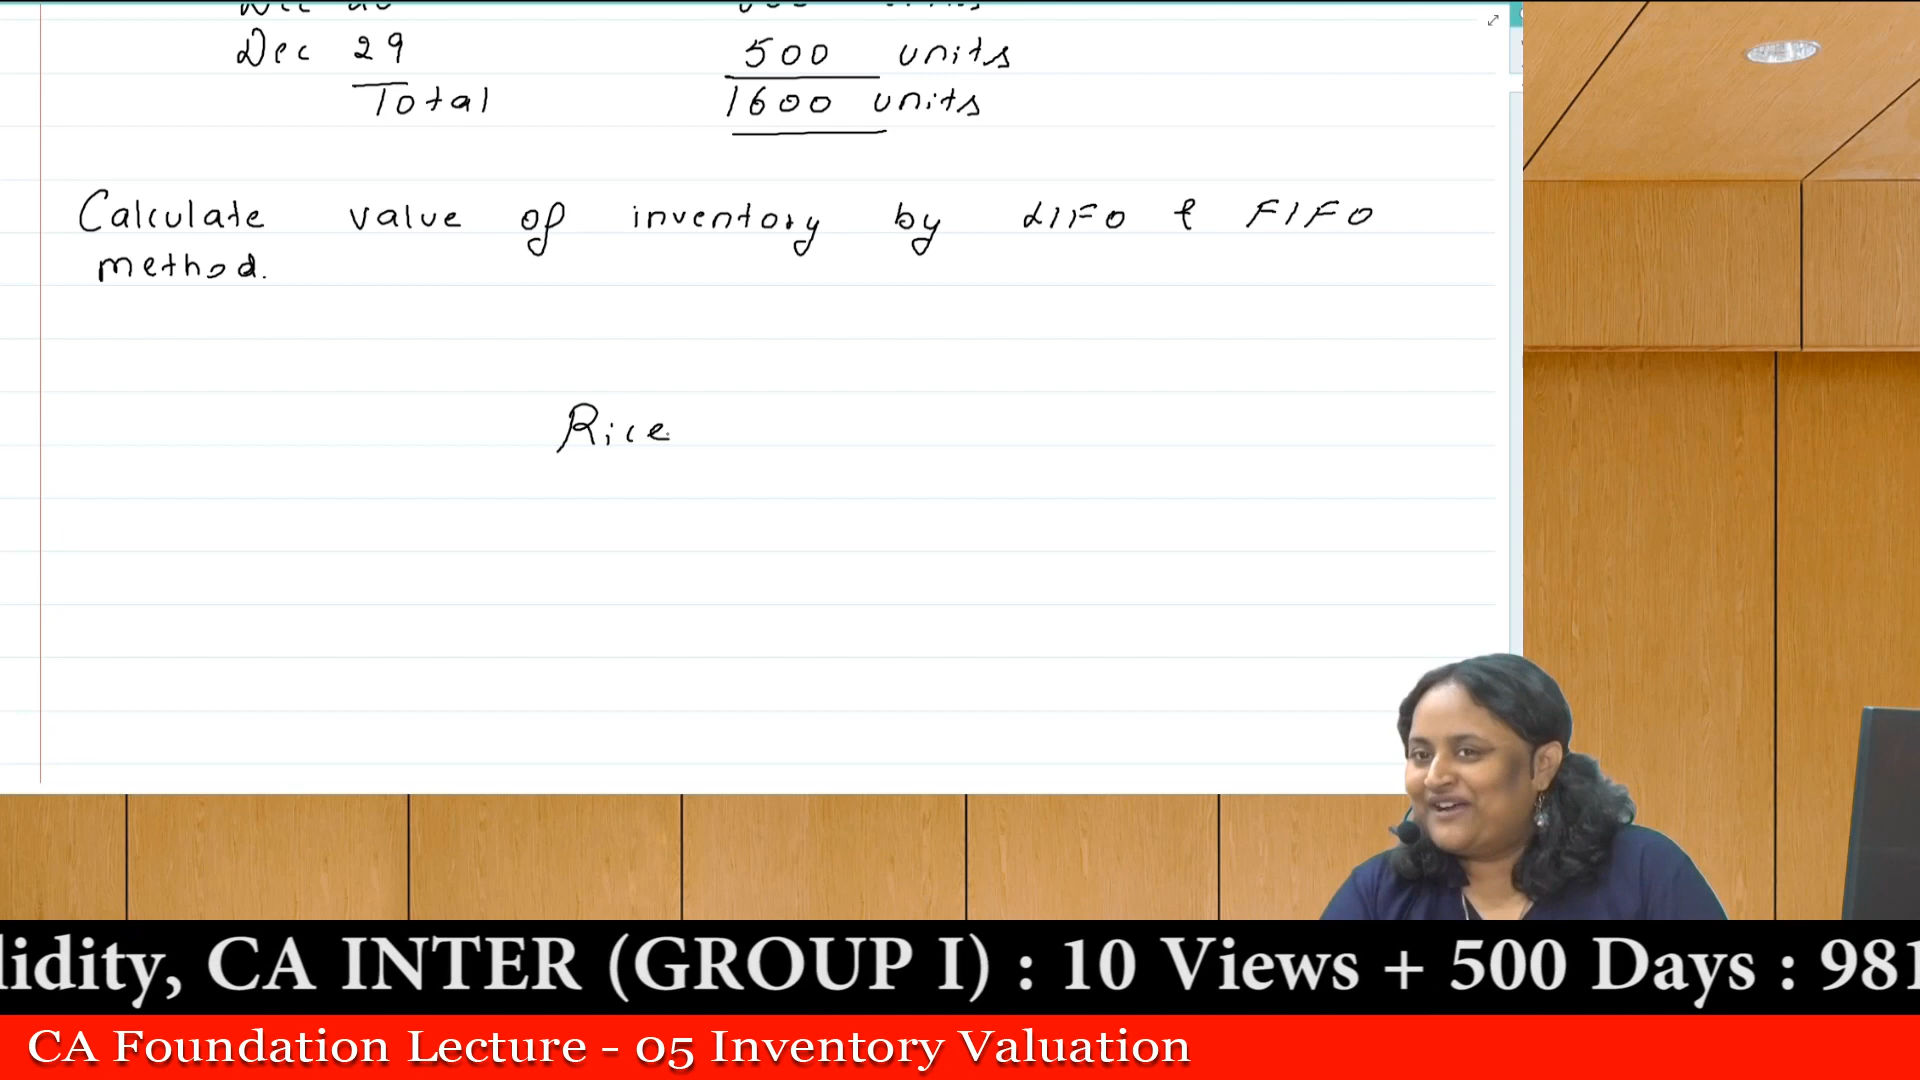 Dec 29 500 units
Total 1600 units
Calculate value of inventory by LIFO & FIFO
method.
Rice
lidity, CA INTER (GROUP I) : 10 Views + 500 Days : 981
CA Foundation Lecture - 05 Inventory Valuation